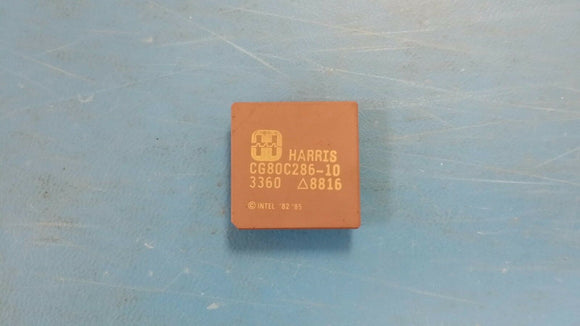 HARRIS
CG80C286-10
3360 △8816
© INTEL '82 '85